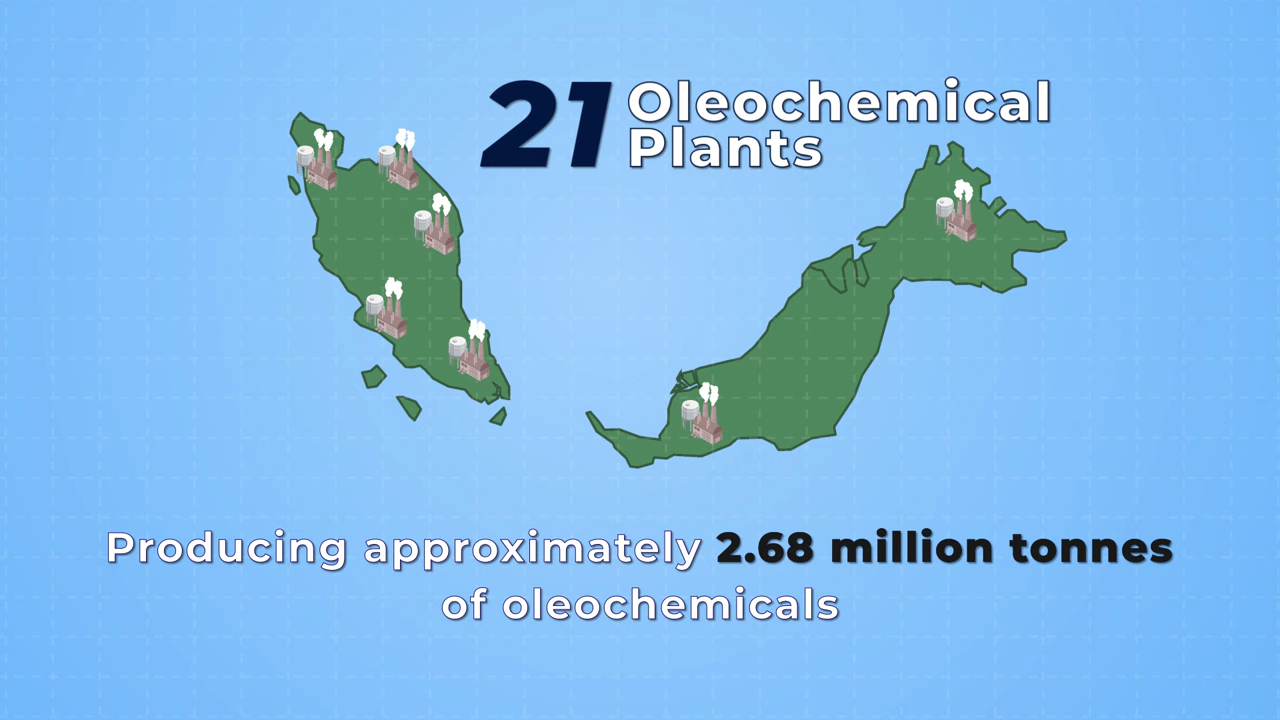 21 Oleochemical
Plants
Producing approximately 2.68 million tonnes
of oleochemicals